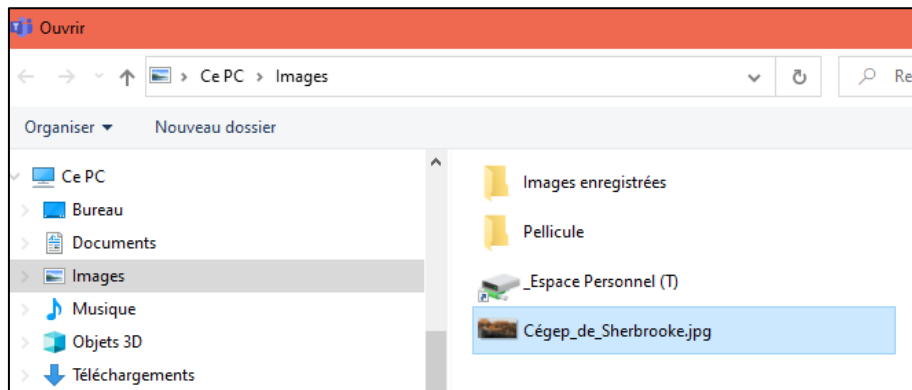 Ouvrir
Ce PC > Images
Re
Organiser
Nouveau dossier
Ce PC
Bureau
Documents
Images
Musique
Objets 3D
Téléchargements
Images enregistrées
Pellicule
_Espace Personnel (T)
Cégep_de_Sherbrooke.jpg